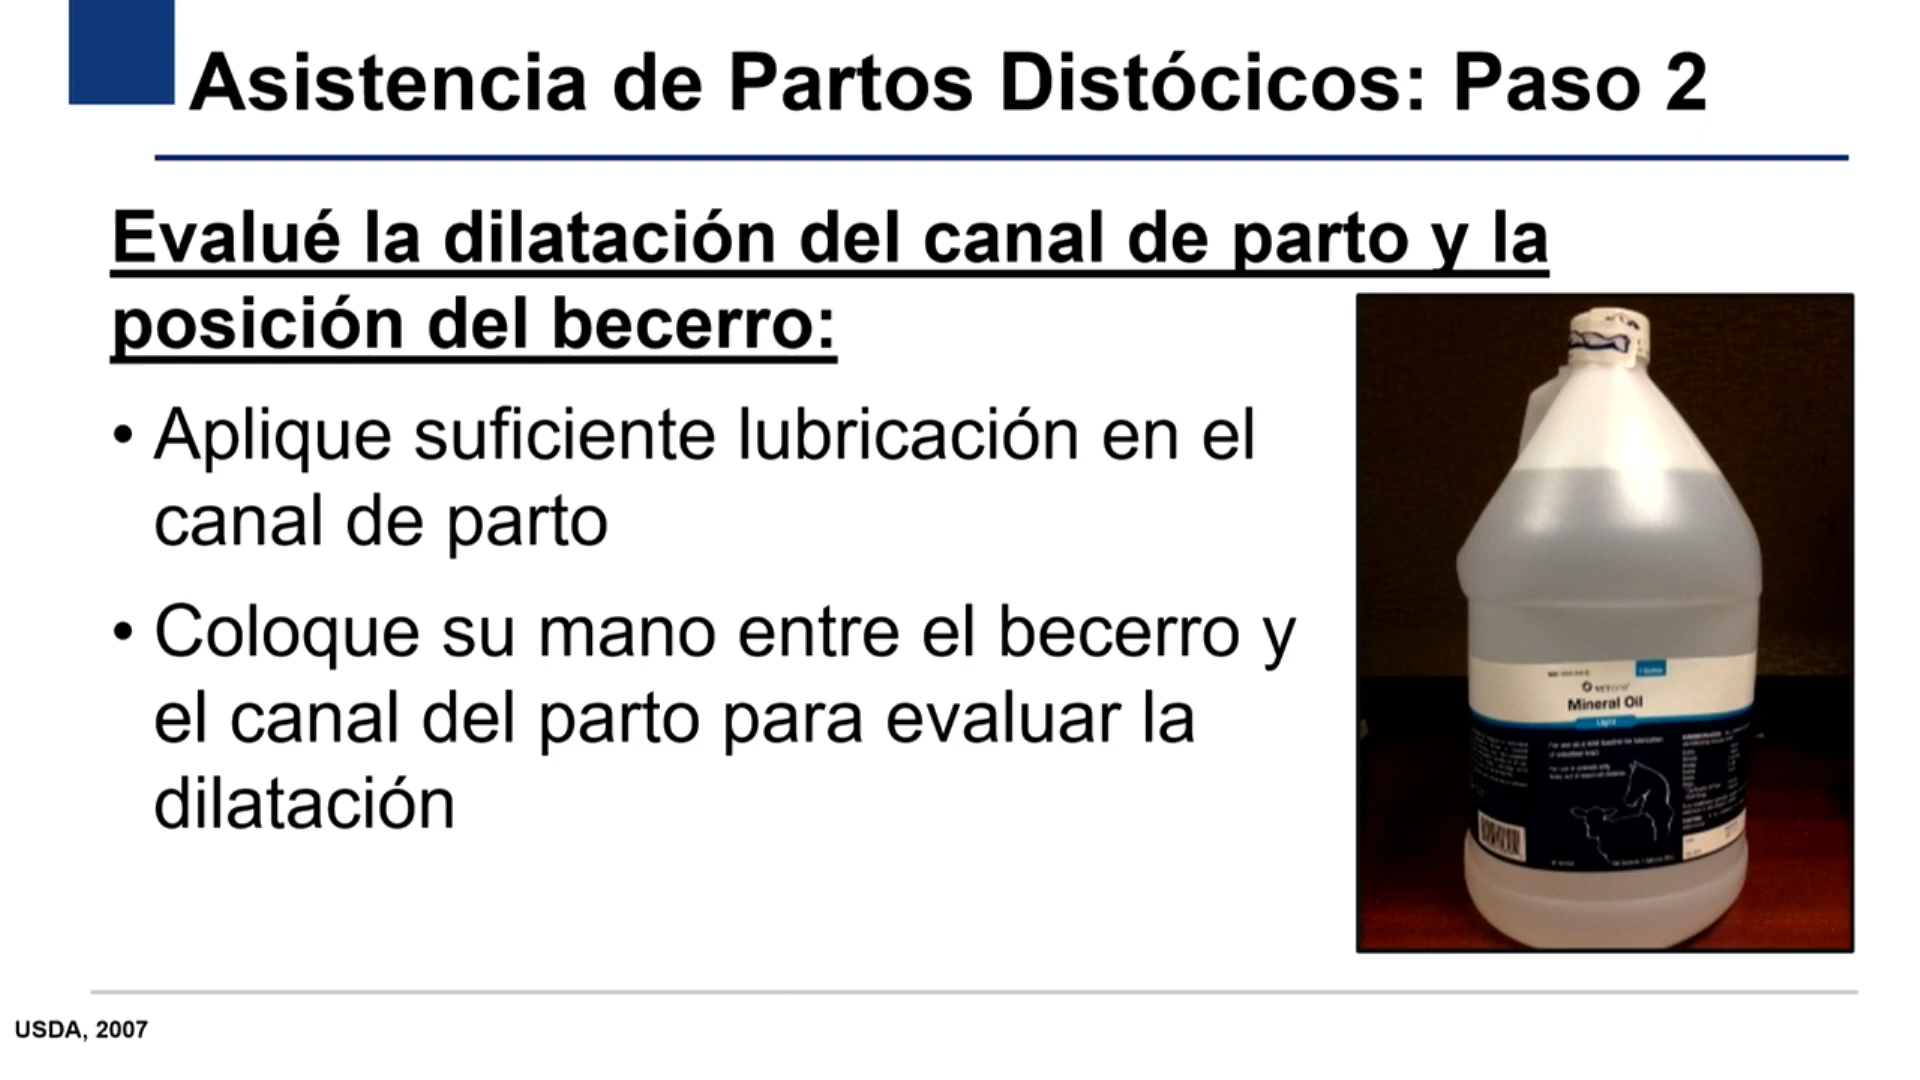 Asistencia de Partos Distócicos: Paso 2
Evalué la dilatación del canal de parto y la
posición del becerro:
• Aplique suficiente lubricación en el
canal de parto
• Coloque su mano entre el becerro y
el canal del parto para evaluar la
dilatación
Mineral Oil
Light
USDA, 2007